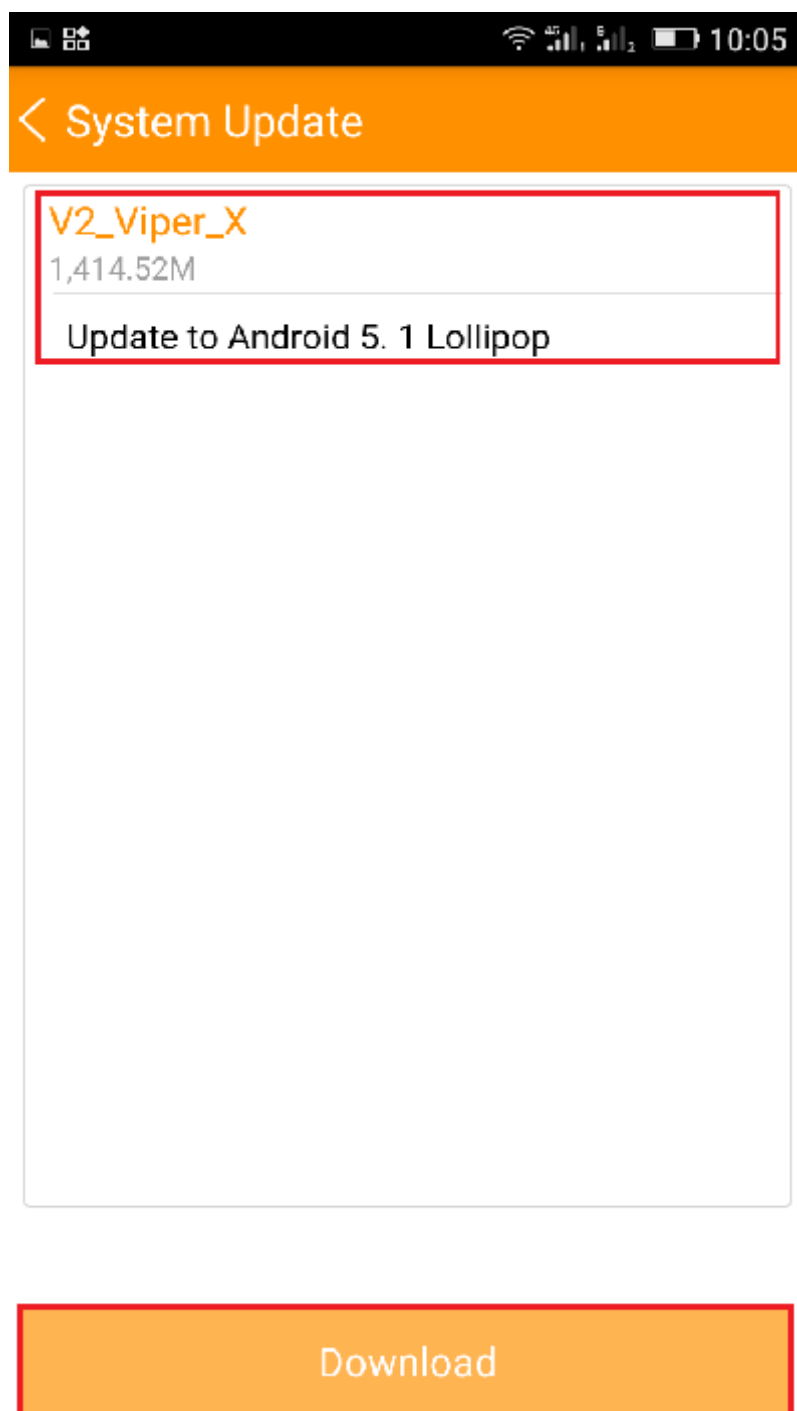 10:05
System Update
V2_Viper_X
1,414.52M
Update to Android 5. 1 Lollipop
Download